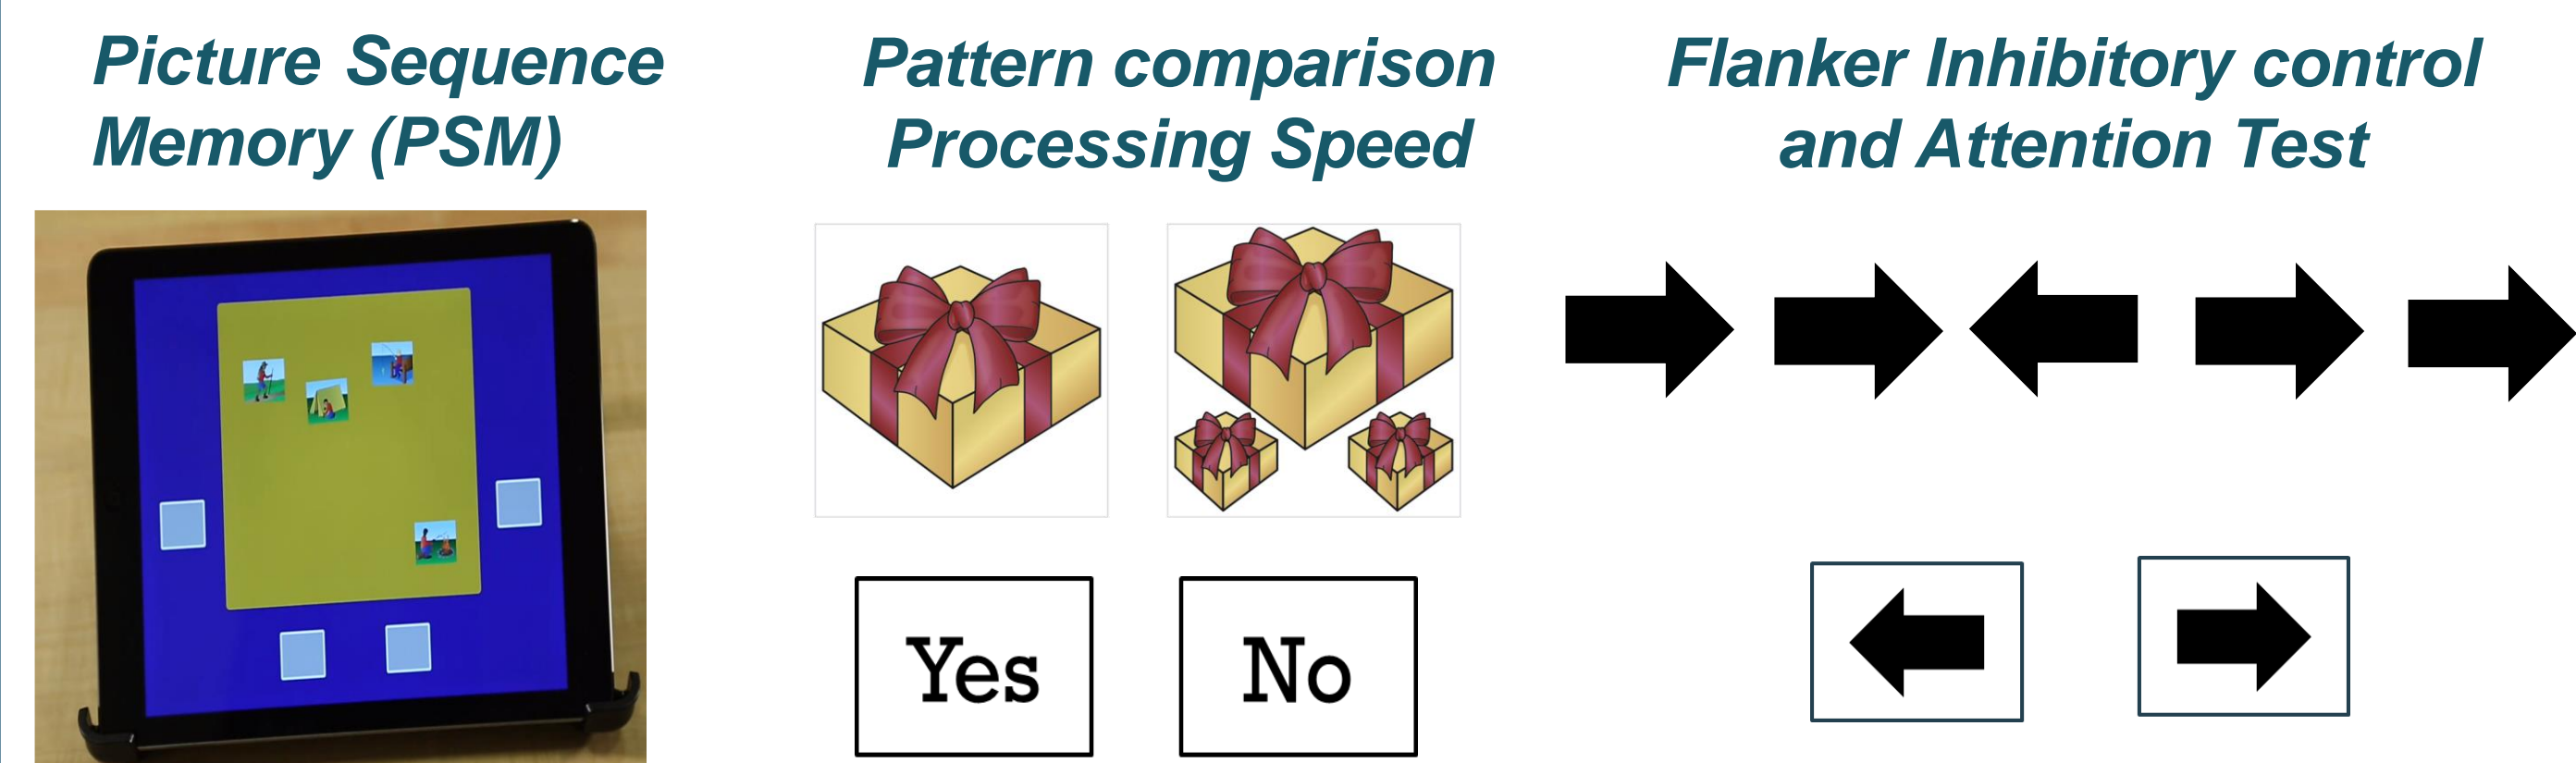 Picture Sequence
Memory (PSM)
Pattern comparison
Processing Speed
Flanker Inhibitory control
and Attention Test
Yes
No